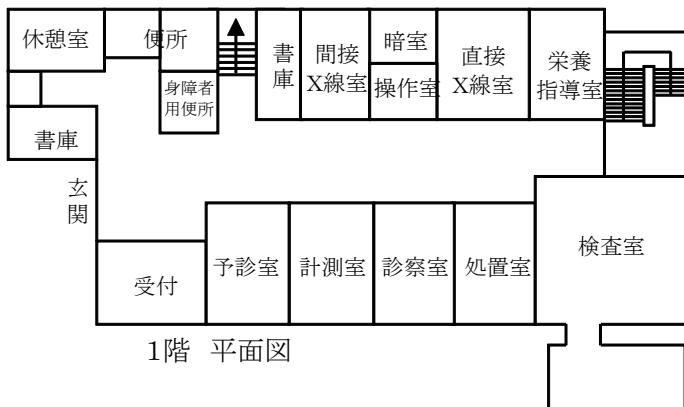 休憩室
便所
書庫
間接
X線室
暗室
操作室
直接
X線室
栄養
指導室
身障者
用便所
書庫
玄関
受付
予診室
計測室
診察室
処置室
検査室
1階 平面図